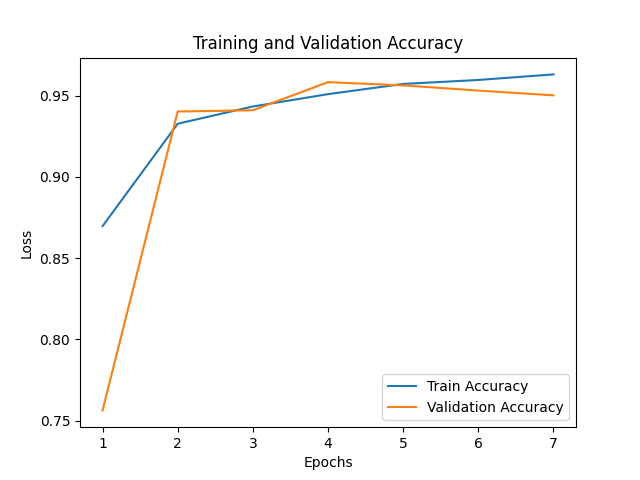 Training and Validation Accuracy
0.95
0.90
0.85
0.80
0.75
Loss
Train Accuracy
Validation Accuracy
1 2 3 4 5 6 7
Epochs